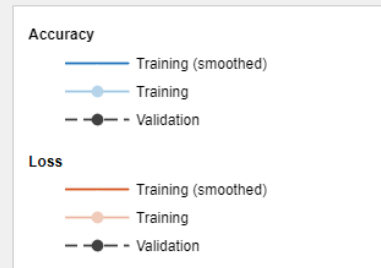 Accuracy
Training (smoothed)
Training
Validation
Loss
Training (smoothed)
Training
Validation